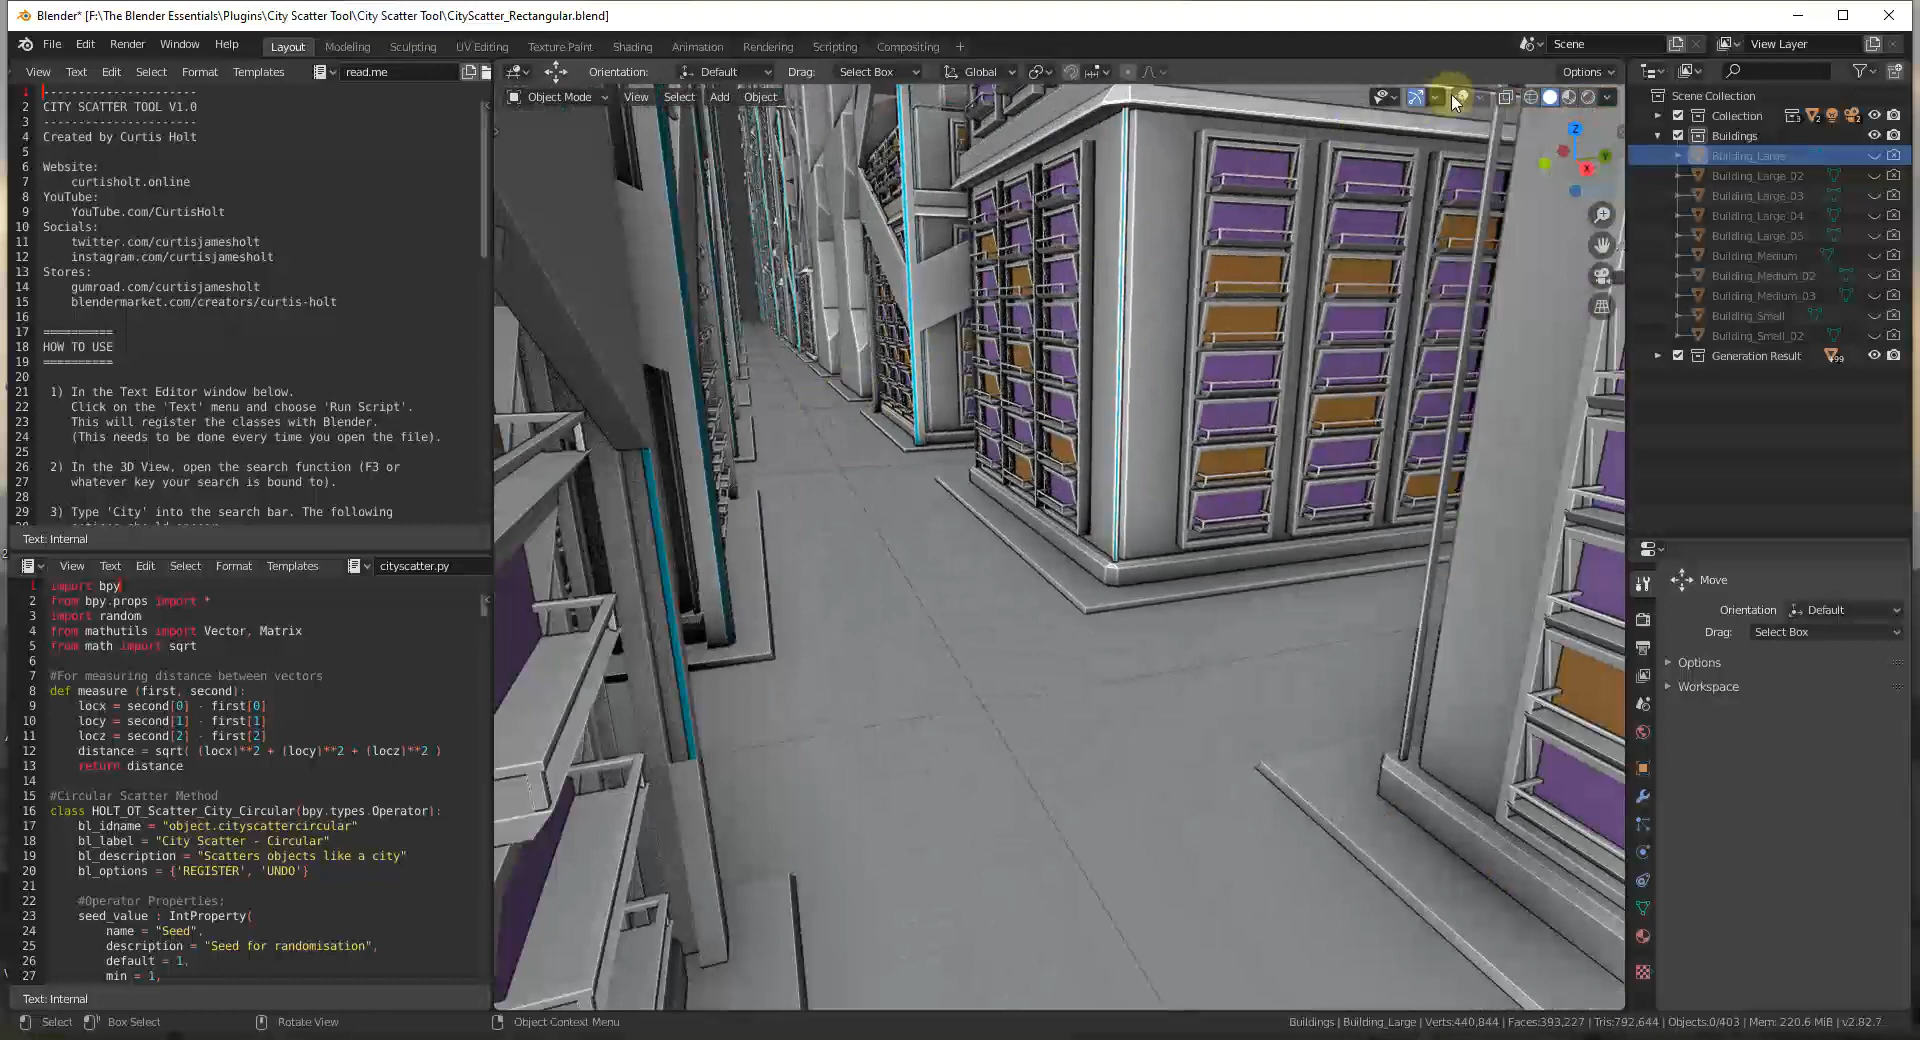 Blender* [F:\The Blender Essentials\Plugins\City Scatter Tool\City Scatter Tool\CityScatter_Rectangular.blend]
File Edit Render Window Help Layout Modeling Sculpting UV Editing Texture Paint Shading Animation Rendering Scripting Compositing + Scene View Layer
View Text Edit Select Format Templates read.me
Orientation: Default Drag: Select Box Global Options
Object Mode View Select Add Object
1 ----------------------
2 CITY SCATTER TOOL V1.0
3 ----------------------
4 Created by Curtis Holt
5
6 Website:
7 curtisholt.online
8 YouTube:
9 YouTube.com/CurtisHolt
10 Socials:
11 twitter.com/curtisjamesholt
12 instagram.com/curtisjamesholt
13 Stores:
14 gumroad.com/curtisjamesholt
15 blendermarket.com/creators/curtis-holt
16
17 ==========
18 HOW TO USE
19 ==========
20
21 1) In the Text Editor window below.
22 Click on the 'Text' menu and choose 'Run Script'.
23 This will register the classes with Blender.
24 (This needs to be done every time you open the file).
25
26 2) In the 3D View, open the search function (F3 or
27 whatever key your search is bound to).
28
29 3) Type 'City' into the search bar. The following
Text: Internal
View Text Edit Select Format Templates cityscatter.py
1 import bpy
2 from bpy.props import *
3 import random
4 from mathutils import Vector, Matrix
5 from math import sqrt
6
7 #For measuring distance between vectors
8 def measure (first, second):
9 locx = second[0] - first[0]
10 locy = second[1] - first[1]
11 locz = second[2] - first[2]
12 distance = sqrt( (locx)**2 + (locy)**2 + (locz)**2 )
13 return distance
14
15 #Circular Scatter Method
16 class HOLT_OT_Scatter_City_Circular(bpy.types.Operator):
17 bl_idname = "object.cityscattercircular"
18 bl_label = "City Scatter - Circular"
19 bl_description = "Scatters objects like a city"
20 bl_options = {'REGISTER', 'UNDO'}
21
22 #Operator Properties:
23 seed_value : IntProperty(
24 name = "Seed",
25 description = "Seed for randomisation",
26 default = 1,
27 min = 1,
Text: Internal
Z
Y
X
Scene Collection
Collection
Buildings
Building_Large
Building_Large_02
Building_Large_03
Building_Large_04
Building_Large_05
Building_Medium
Building_Medium_02
Building_Medium_03
Building_Small
Building_Small_02
Generation Result
Move
Orientation Default
Drag: Select Box
Options
Workspace
Select Box Select Rotate View Object Context Menu
Buildings | Building_Large | Verts:440,844 | Faces:393,227 | Tris:792,644 | Objects:0/403 | Mem: 220.6 MiB | v2.82.7